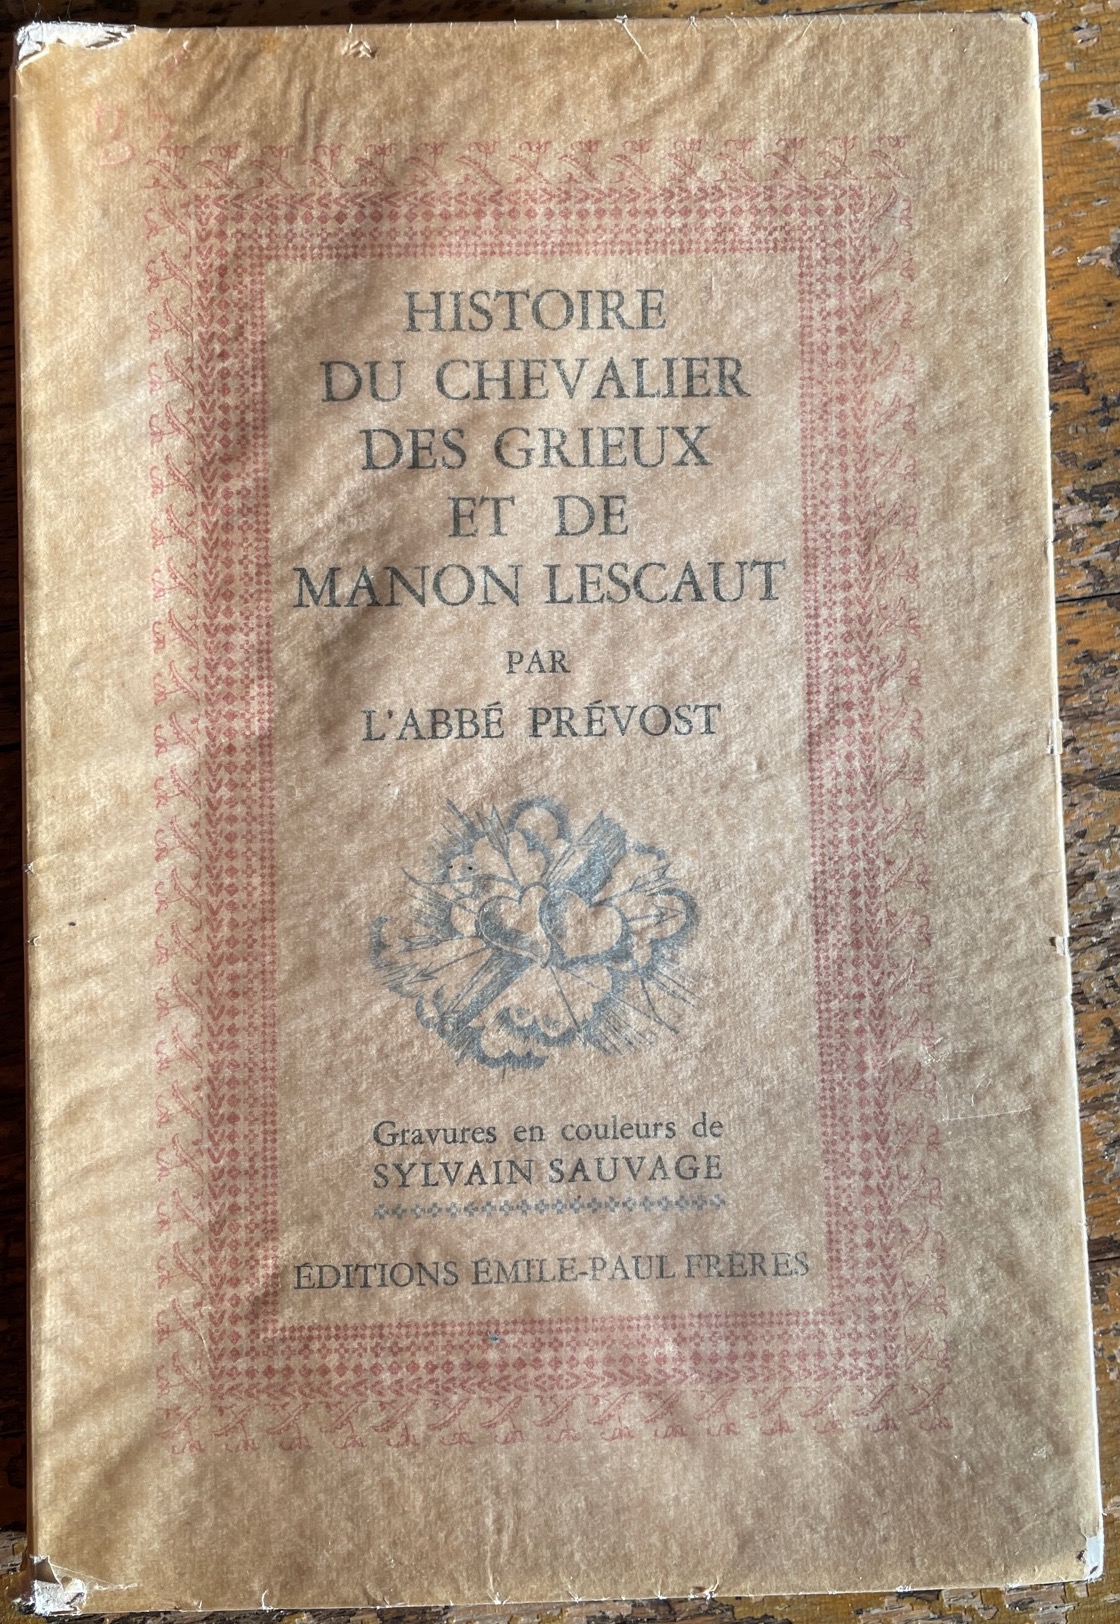 HISTOIRE
DU CHEVALIER
DES GRIEUX
ET DE
MANON LESCAUT
PAR
L'ABBÉ PRÉVOST
Gravures en couleurs de
SYLVAIN SAUVAGE
ÉDITIONS ÉMILE-PAUL FRÈRES